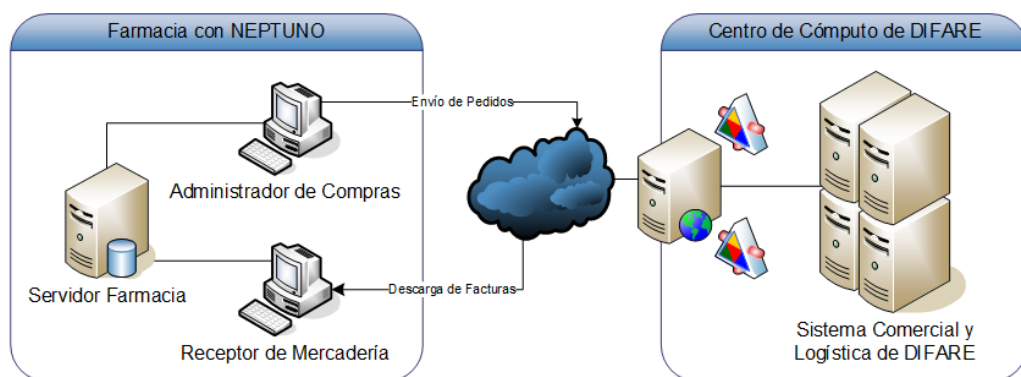 Farmacia con NEPTUNO
Centro de Cómputo de DIFARE
Envío de Pedidos
Administrador de Compras
Servidor Farmacia
Descarga de Facturas
Receptor de Mercadería
Sistema Comercial y
Logística de DIFARE